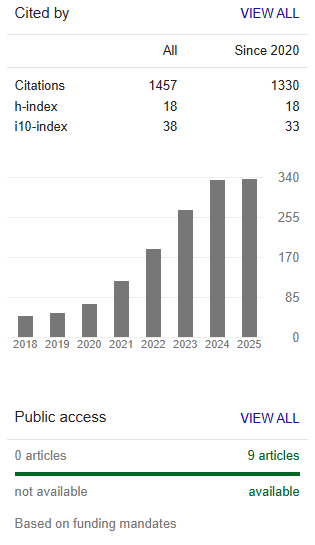 Cited by VIEW ALL
All Since 2020
Citations 1457 1330
h-index 18 18
i10-index 38 33
340
255
170
85
0
2018 2019 2020 2021 2022 2023 2024 2025
Public access VIEW ALL
0 articles 9 articles
not available available
Based on funding mandates